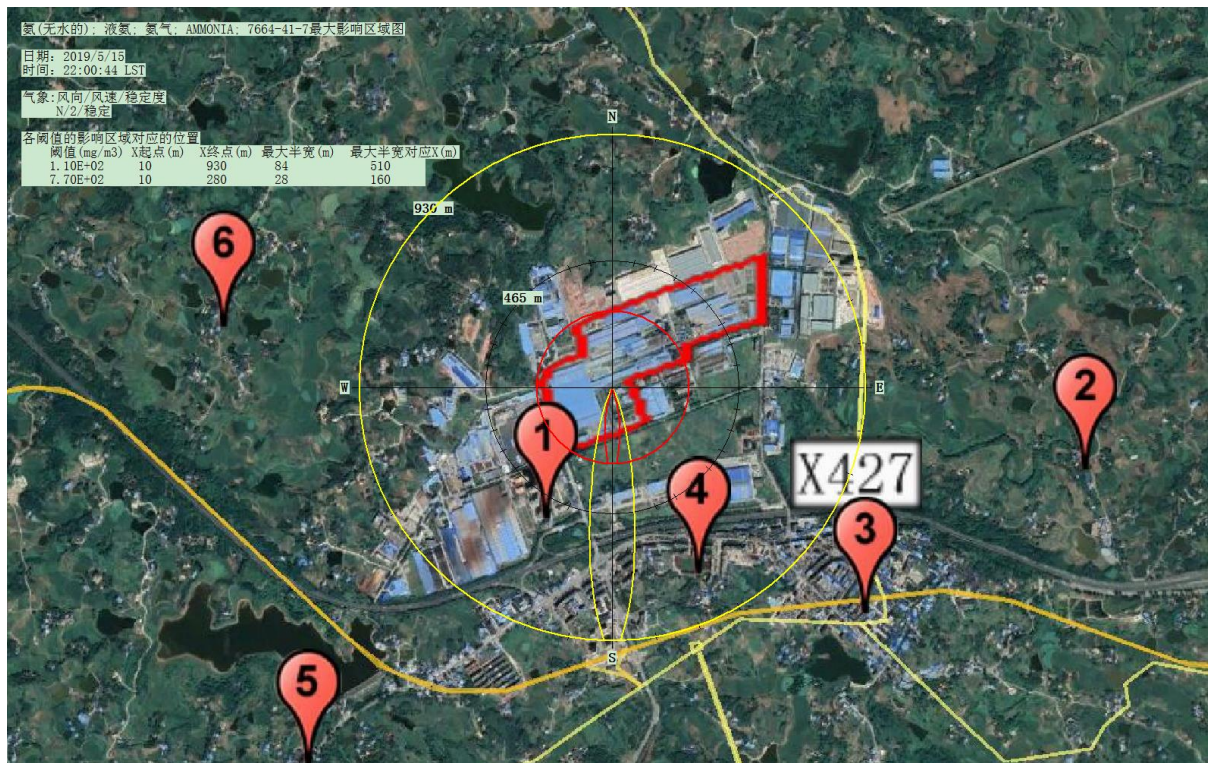 氨(无水的); 液氨; 氨气; AMMONIA; 7664-41-7最大影响区域图
日期: 2019/5/15
时间: 22:00:44 LST
气象:风向/风速/稳定度
N/2/稳定
各阈值的影响区域对应的位置
阈值(mg/m3) X起点(m) X终点(m) 最大半宽(m) 最大半宽对应X(m)
1.10E+02 10 930 84 510
7.70E+02 10 280 28 160
N
930 m
6
465 m
W
E
2
1
X427
4
3
S
5